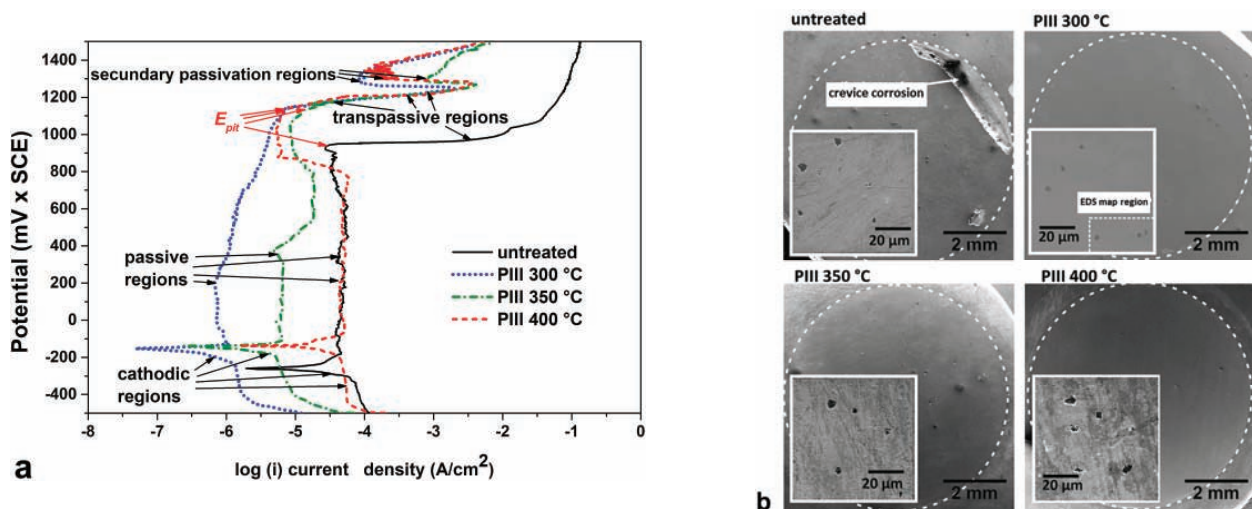 1400
1200
1000
800
600
400
200
0
-200
-400
Potential (mV x SCE)
secundary passivation regions
E_pit
transpassive regions
passive
regions
untreated
PIII 300 °C
PIII 350 °C
PIII 400 °C
cathodic
regions
-8 -7 -6 -5 -4 -3 -2 -1 0
log (i) current density (A/cm²)
a
untreated
crevice corrosion
20 µm
2 mm
PIII 300 °C
EDS map region
20 µm
2 mm
PIII 350 °C
20 µm
2 mm
PIII 400 °C
20 µm
2 mm
b